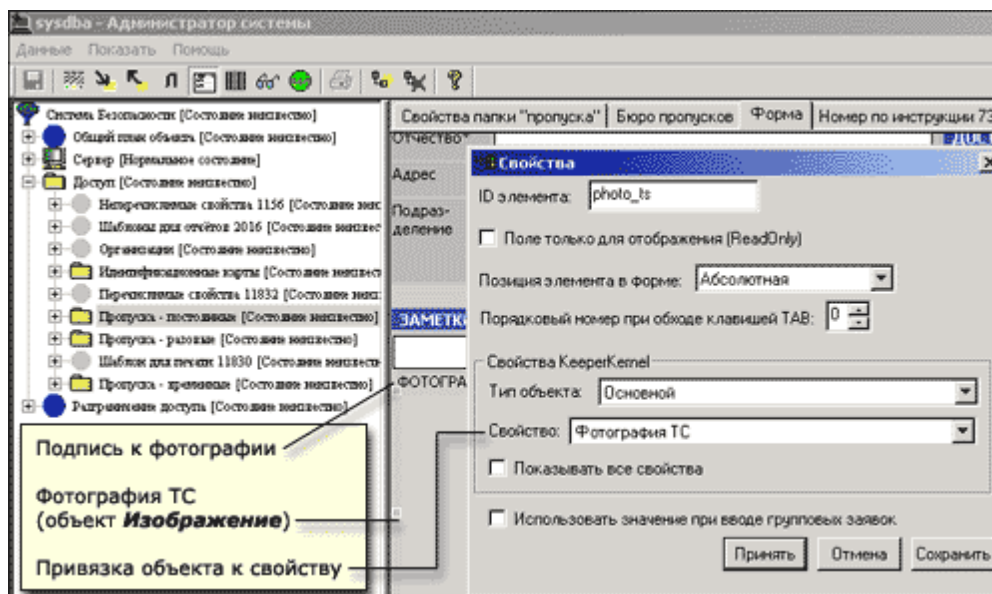 sysdba - Администратор системы
Данные Показать Помощь
Система Безопасности [Состояние неизвестно]
Общий план объекта [Состояние неизвестно]
Сервер [Нормальное состояние]
Доступ [Состояние неизвестно]
Неперечислимые свойства 1156 [Состояние неизв
Шаблоны для отчётов 2016 [Состояние неизвес
Организации [Состояние неизвестно]
Идентификационные карты [Состояние неизвест
Перечислимые свойства 11832 [Состояние неиз
Пропуска - постоянные [Состояние неизвестно]
Пропуска - разовые [Состояние неизвестно]
Шаблон для печати 11830 [Состояние неизвестн
Пропуска - временные [Состояние неизвестно]
Разграничение доступа [Состояние неизвестно]
Подпись к фотографии
Фотография ТС
(объект Изображение)
Привязка объекта к свойству
Свойства папки "пропуска" Бюро пропусков Форма Номер по инструкции 73
Отчество*
Адрес
Подраз-
деление
ЗАМЕТК
ФОТОГРА
Свойства
ID элемента: photo_ts
Поле только для отображения (ReadOnly)
Позиция элемента в форме: Абсолютная
Порядковый номер при обходе клавишей TAB: 0
Свойства KeeperKernel
Тип объекта: Основной
Свойство: Фотография ТС
Показывать все свойства
Использовать значение при вводе групповых заявок
Принять Отмена Сохранить